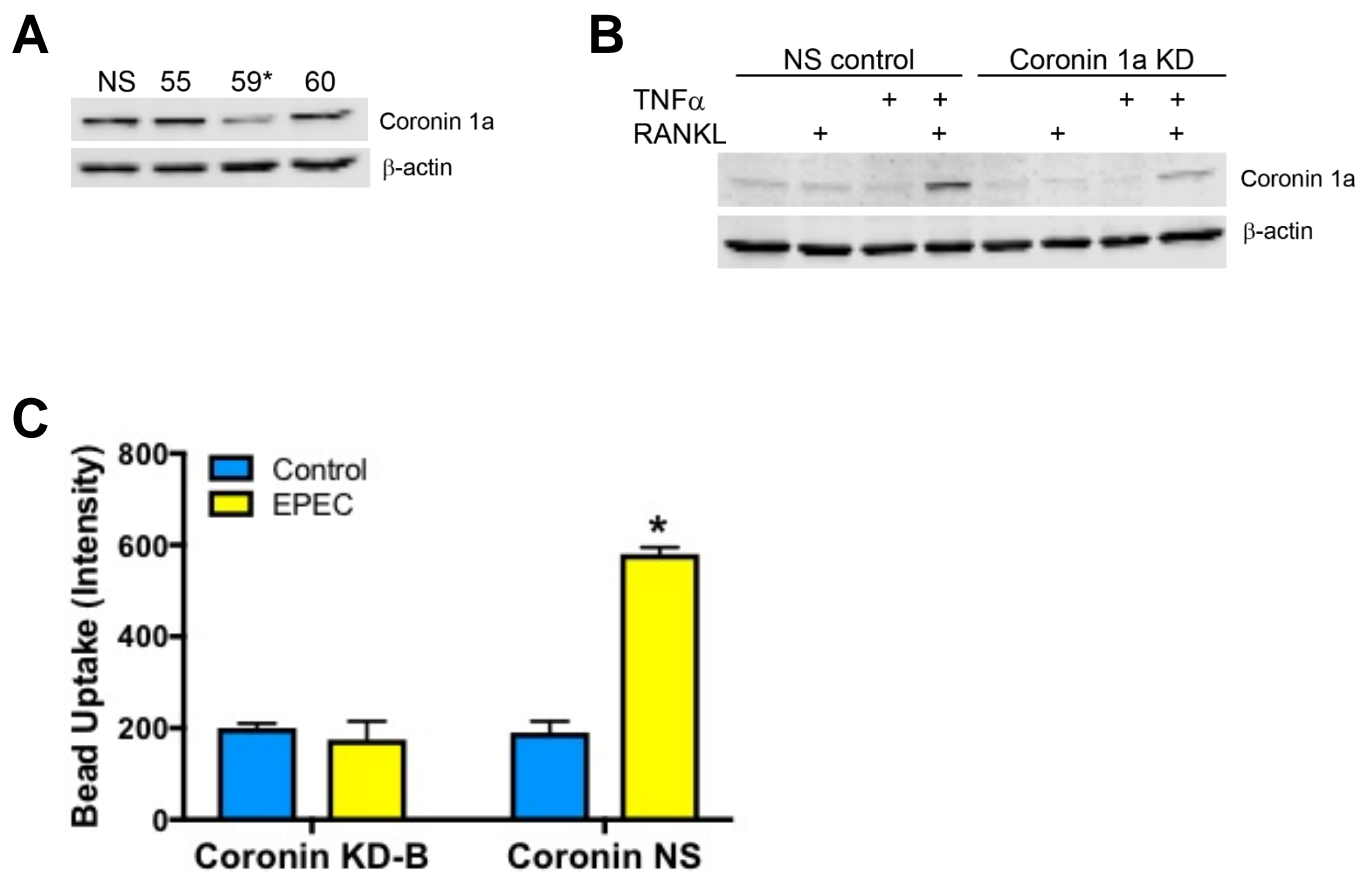 A
NS 55 59* 60
Coronin 1a
β-actin
B
NS control Coronin 1a KD
TNFα + + + +
RANKL + + + +
Coronin 1a
β-actin
C
Bead Uptake (Intensity)
800
600
400
200
0
Control
EPEC
*
Coronin KD-B Coronin NS